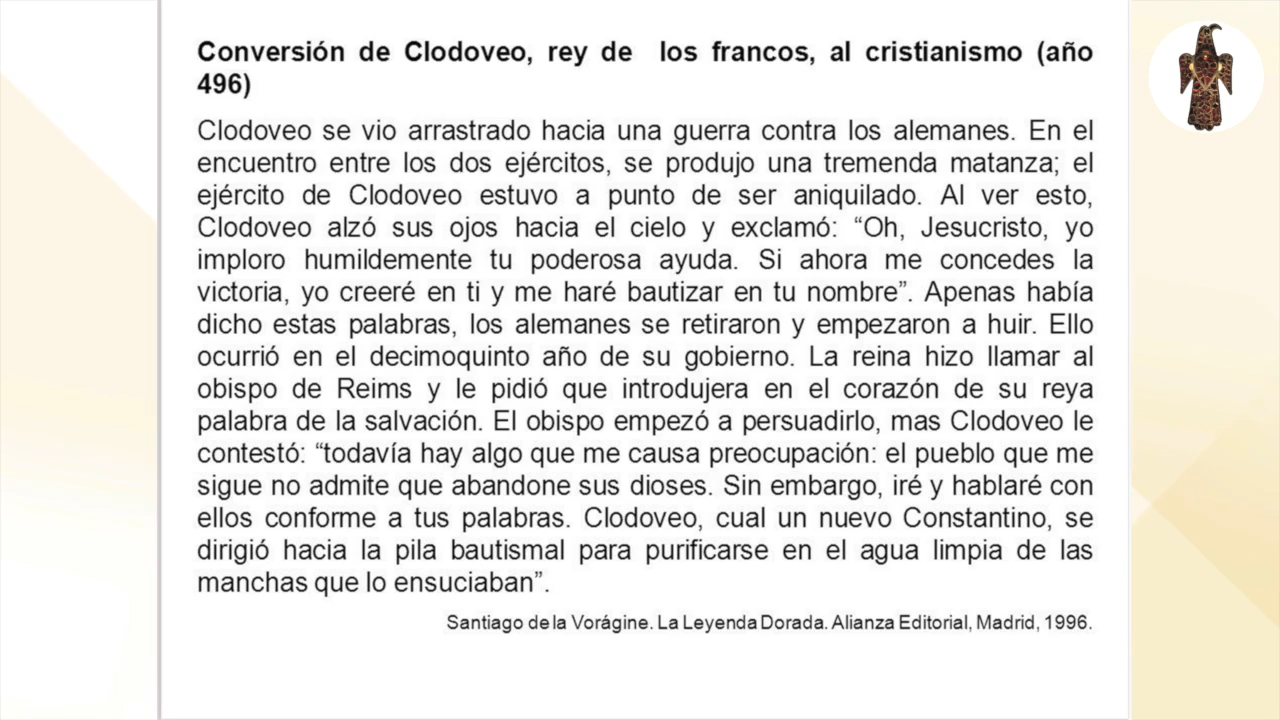 Conversión de Clodoveo, rey de los francos, al cristianismo (año
496)
Clodoveo se vio arrastrado hacia una guerra contra los alemanes. En el
encuentro entre los dos ejércitos, se produjo una tremenda matanza; el
ejército de Clodoveo estuvo a punto de ser aniquilado. Al ver esto,
Clodoveo alzó sus ojos hacia el cielo y exclamó: “Oh, Jesucristo, yo
imploro humildemente tu poderosa ayuda. Si ahora me concedes la
victoria, yo creeré en ti y me haré bautizar en tu nombre”. Apenas había
dicho estas palabras, los alemanes se retiraron y empezaron a huir. Ello
ocurrió en el decimoquinto año de su gobierno. La reina hizo llamar al
obispo de Reims y le pidió que introdujera en el corazón de su reya
palabra de la salvación. El obispo empezó a persuadirlo, mas Clodoveo le
contestó: “todavía hay algo que me causa preocupación: el pueblo que me
sigue no admite que abandone sus dioses. Sin embargo, iré y hablaré con
ellos conforme a tus palabras. Clodoveo, cual un nuevo Constantino, se
dirigió hacia la pila bautismal para purificarse en el agua limpia de las
manchas que lo ensuciaban”.
Santiago de la Vorágine. La Leyenda Dorada. Alianza Editorial, Madrid, 1996.